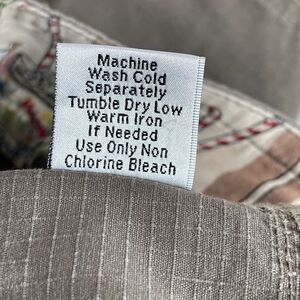 Machine
Wash Cold
Separately
Tumble Dry Low
Warm Iron
If Needed
Use Only Non
Chlorine Bleach